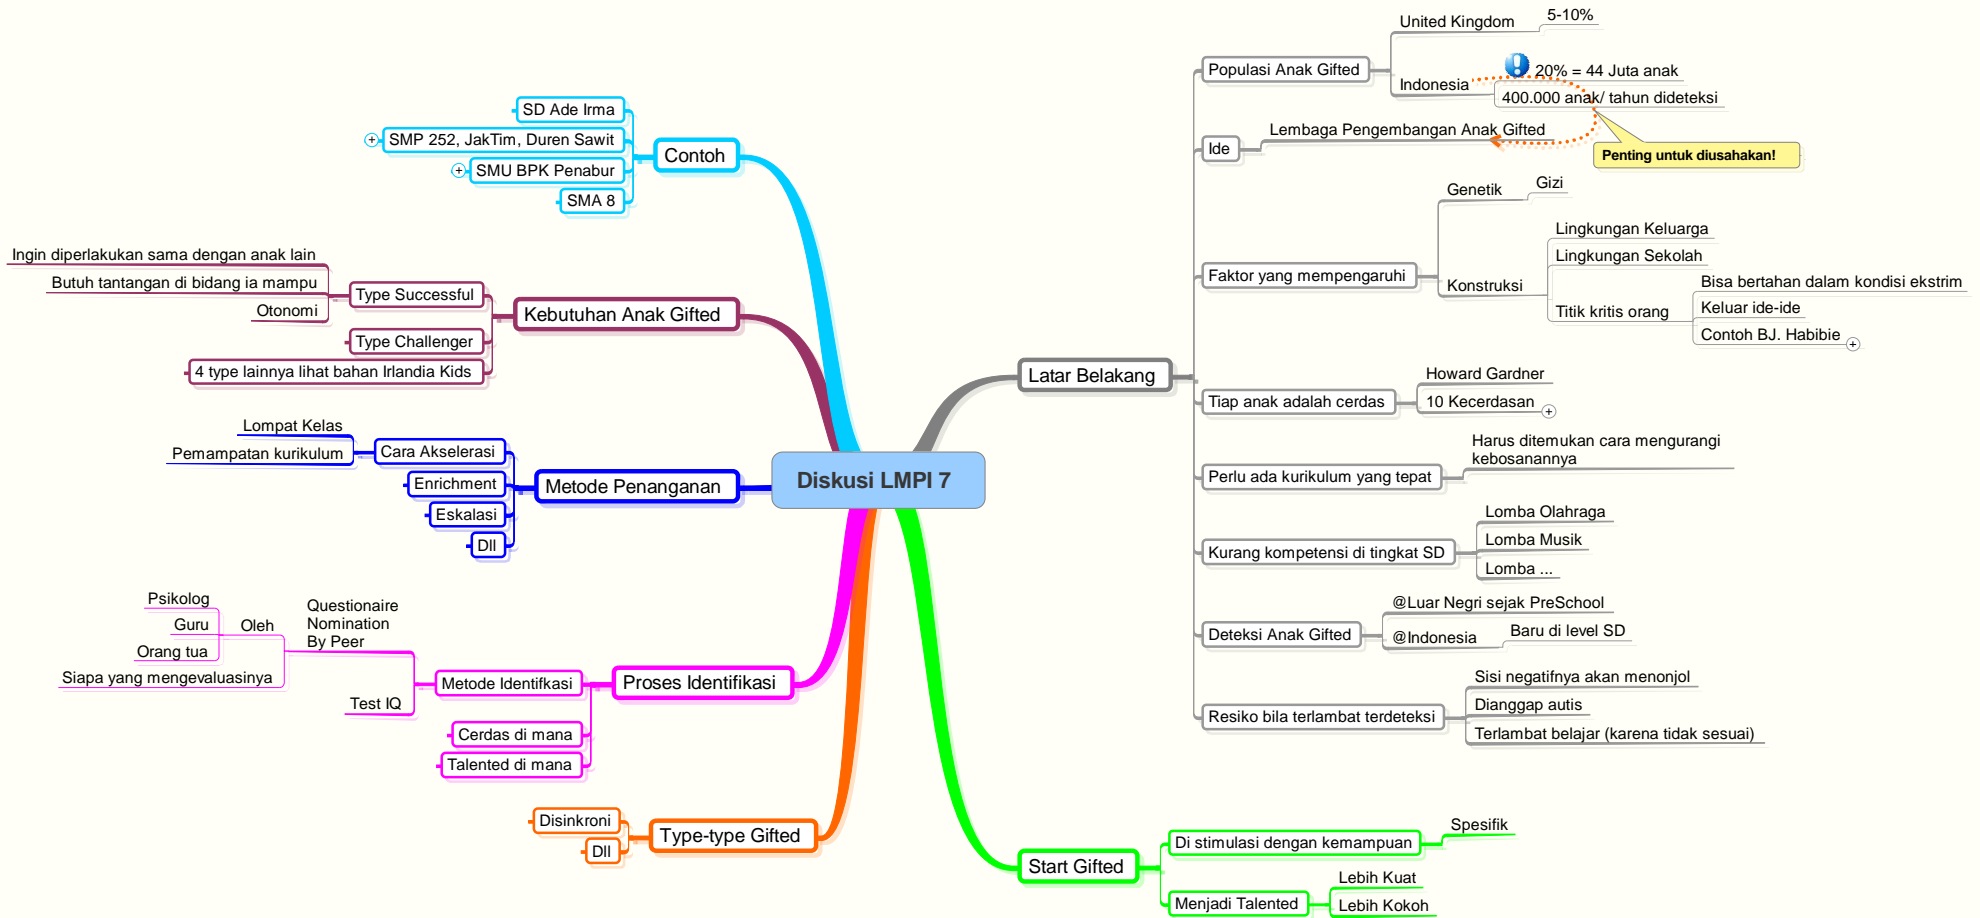 Diskusi LMPI 7
Latar Belakang
Populasi Anak Gifted
United Kingdom
5-10%
Indonesia
20% = 44 Juta anak
400.000 anak/ tahun dideteksi
Ide
Lembaga Pengembangan Anak Gifted
Penting untuk diusahakan!
Faktor yang mempengaruhi
Genetik
Gizi
Konstruksi
Lingkungan Keluarga
Lingkungan Sekolah
Titik kritis orang
Bisa bertahan dalam kondisi ekstrim
Keluar ide-ide
Contoh BJ. Habibie
Tiap anak adalah cerdas
Howard Gardner
10 Kecerdasan
Perlu ada kurikulum yang tepat
Harus ditemukan cara mengurangi
kebosanannya
Kurang kompetensi di tingkat SD
Lomba Olahraga
Lomba Musik
Lomba ...
Deteksi Anak Gifted
@Luar Negri sejak PreSchool
@Indonesia
Baru di level SD
Resiko bila terlambat terdeteksi
Sisi negatifnya akan menonjol
Dianggap autis
Terlambat belajar (karena tidak sesuai)
Start Gifted
Di stimulasi dengan kemampuan
Spesifik
Menjadi Talented
Lebih Kuat
Lebih Kokoh
Contoh
SD Ade Irma
SMP 252, JakTim, Duren Sawit
SMU BPK Penabur
SMA 8
Kebutuhan Anak Gifted
Type Successful
Ingin diperlakukan sama dengan anak lain
Butuh tantangan di bidang ia mampu
Otonomi
Type Challenger
4 type lainnya lihat bahan Irlandia Kids
Metode Penanganan
Cara Akselerasi
Lompat Kelas
Pemampatan kurikulum
Enrichment
Eskalasi
Dll
Proses Identifikasi
Metode Identifkasi
Questionaire
Nomination
By Peer
Oleh
Psikolog
Guru
Orang tua
Siapa yang mengevaluasinya
Test IQ
Cerdas di mana
Talented di mana
Type-type Gifted
Disinkroni
Dll